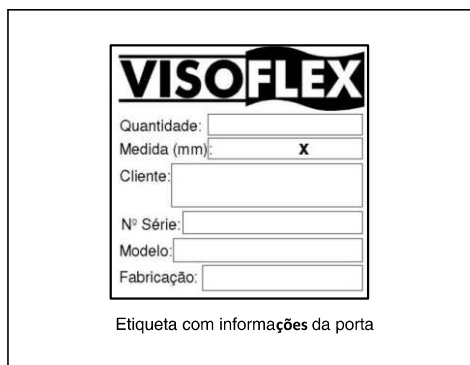 VISOFLEX
Quantidade:
Medida (mm): X
Cliente:
Nº Série:
Modelo:
Fabricação:
Etiqueta com informações da porta